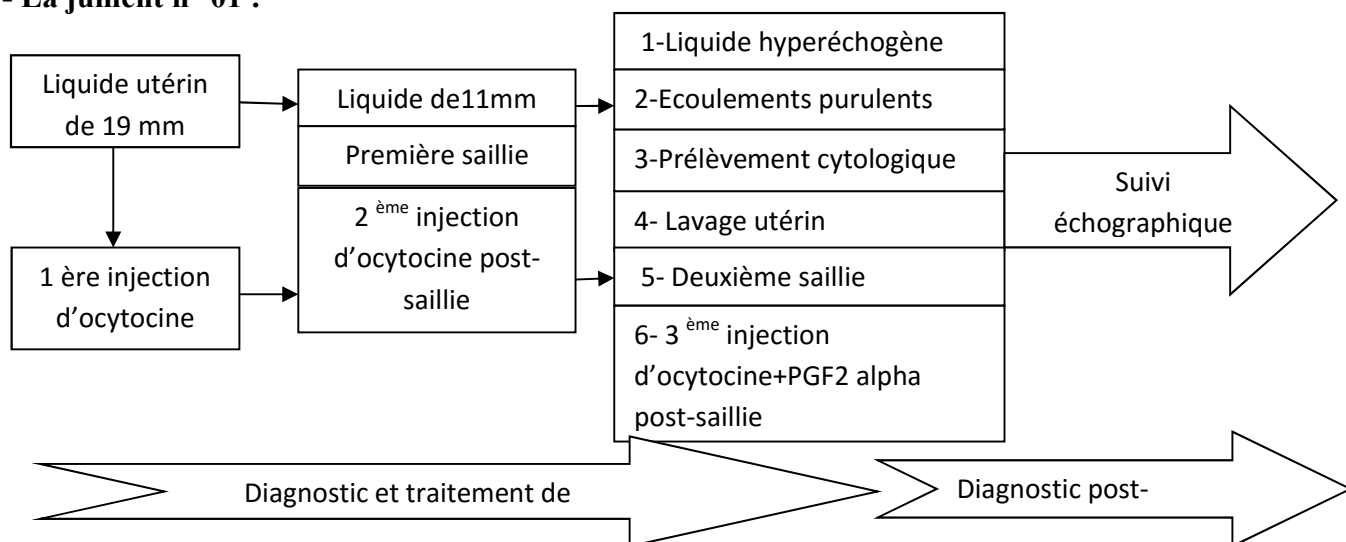 - La jument n° 01 :
Liquide utérin
de 19 mm
1 ère injection
d'ocytocine
Liquide de11mm
Première saillie
2 ème injection
d'ocytocine post-
saillie
1-Liquide hyperéchogène
2-Ecoulements purulents
3-Prélèvement cytologique
4- Lavage utérin
5- Deuxième saillie
6- 3 ème injection
d'ocytocine+PGF2 alpha
post-saillie
Suivi
échographique
Diagnostic et traitement de
Diagnostic post-